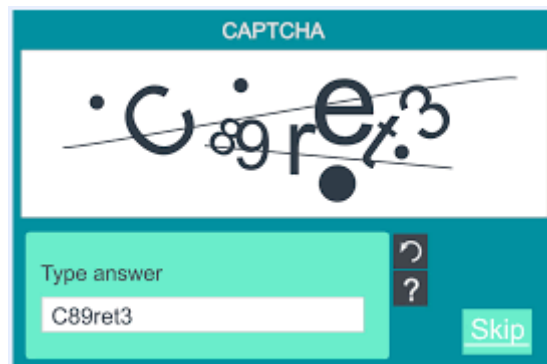 CAPTCHA
C89ret3
Type answer
?
C89ret3
Skip